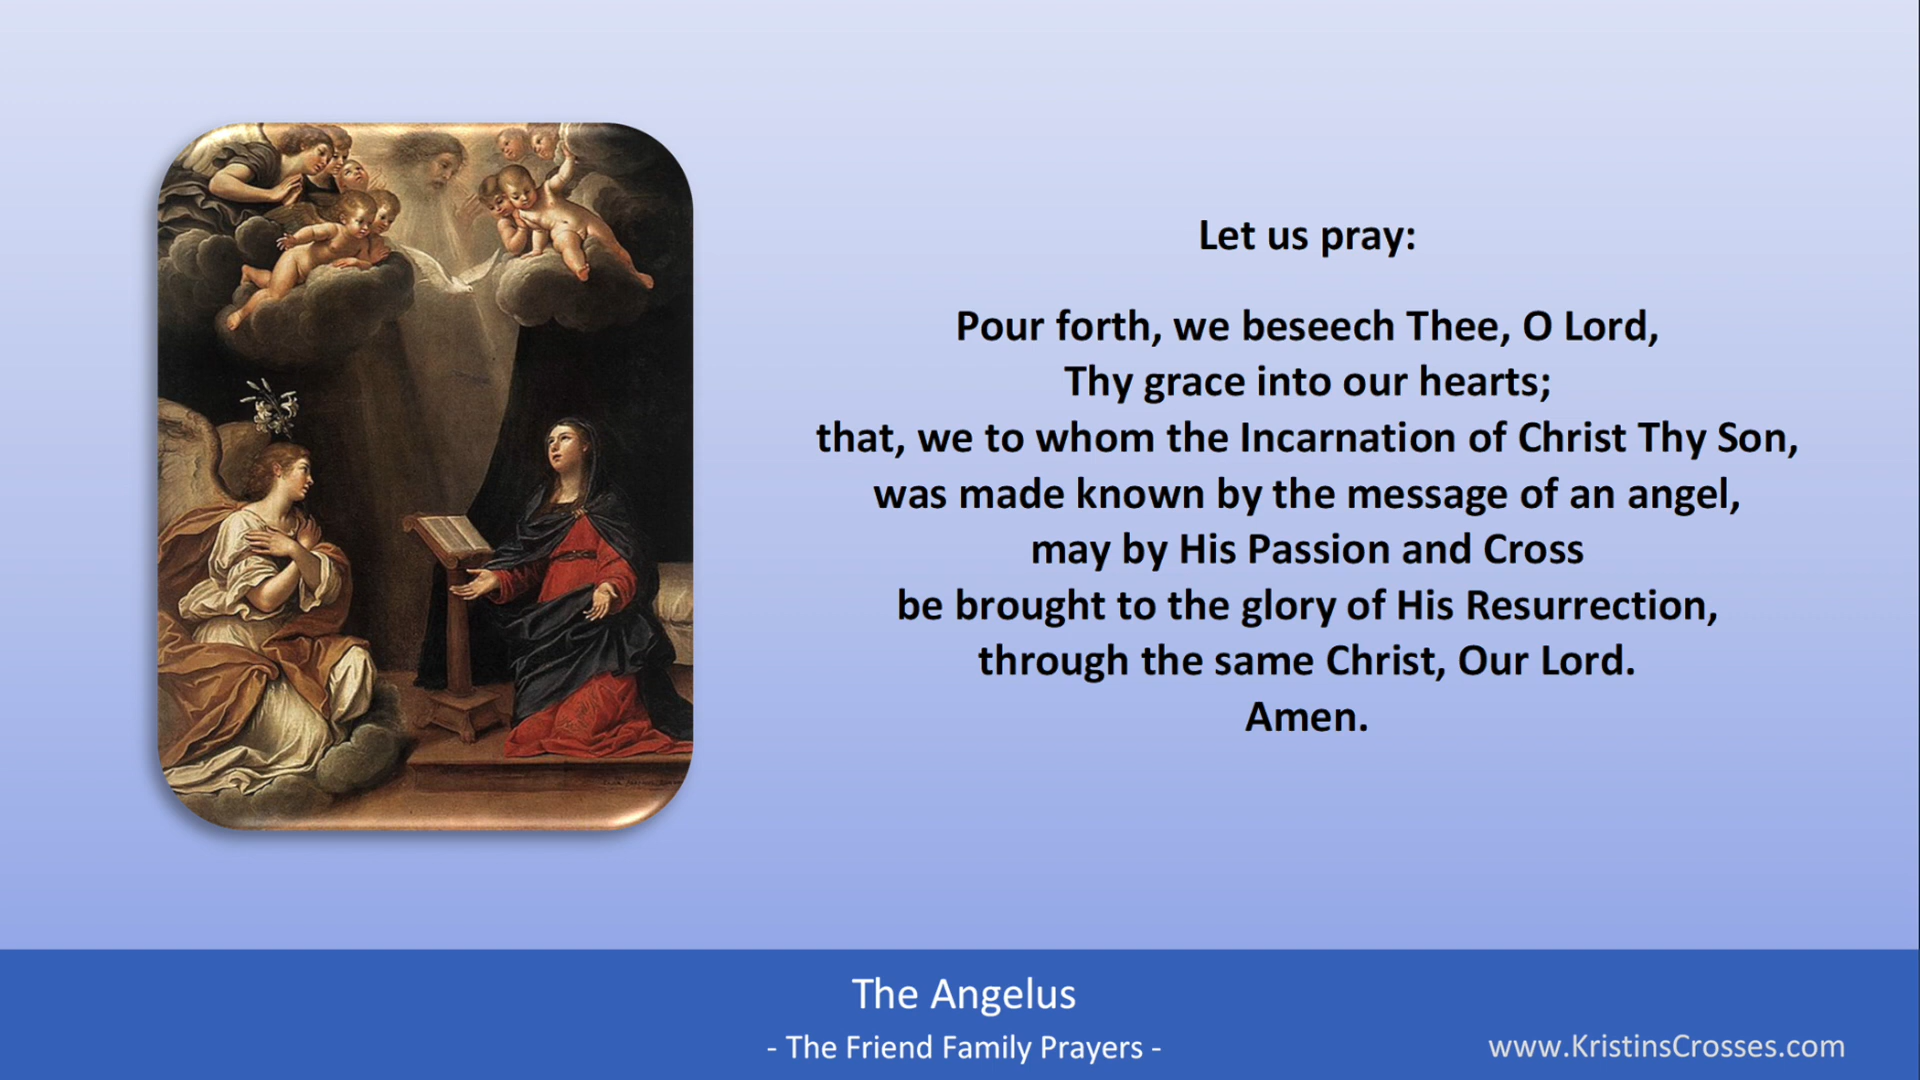 Let us pray:
Pour forth, we beseech Thee, O Lord,
Thy grace into our hearts;
that, we to whom the Incarnation of Christ Thy Son,
was made known by the message of an angel,
may by His Passion and Cross
be brought to the glory of His Resurrection,
through the same Christ, Our Lord.
Amen.
The Angelus
- The Friend Family Prayers -
www.KristinsCrosses.com